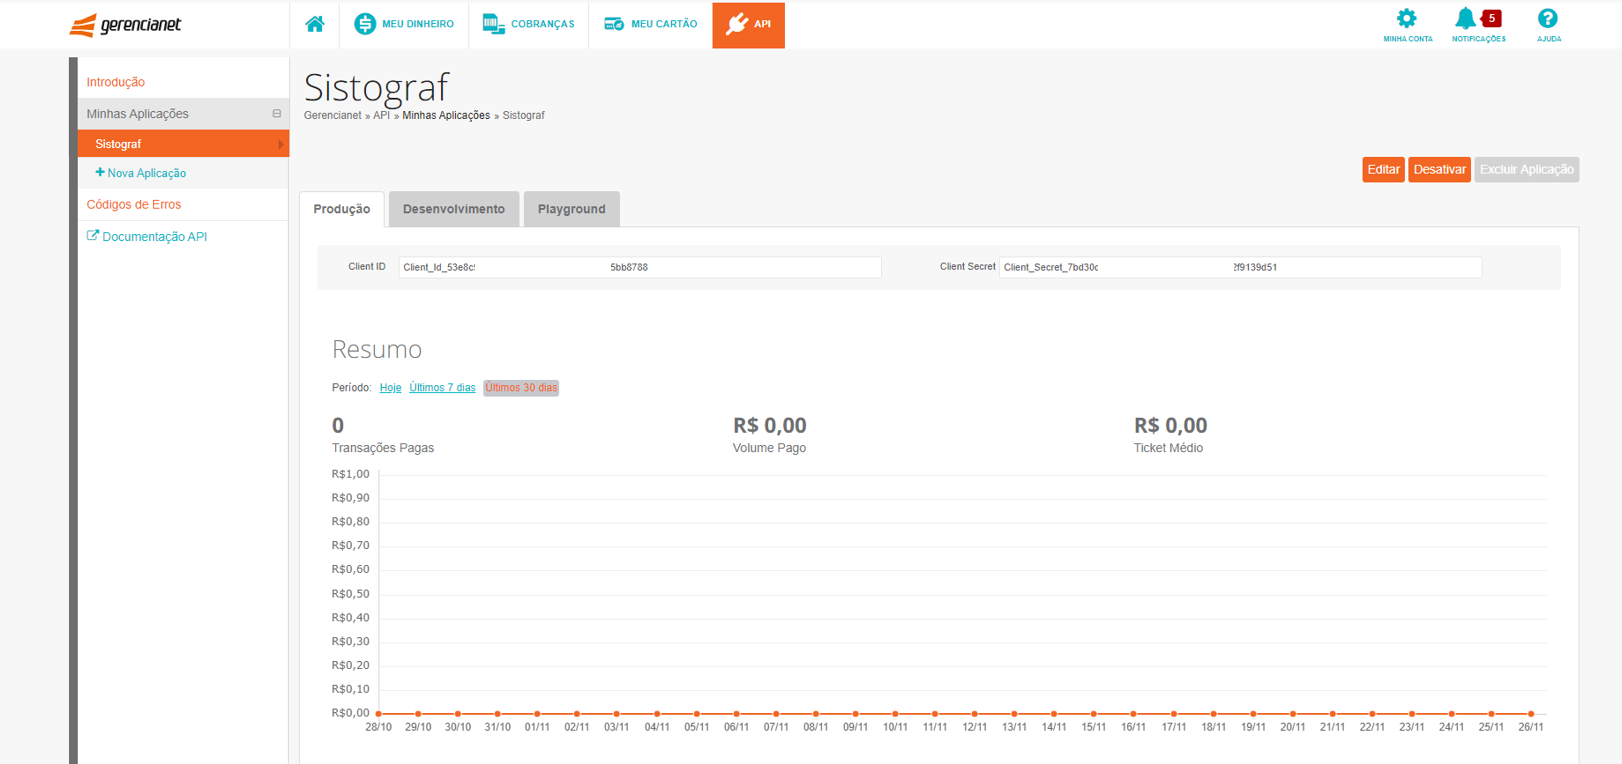 gerencianet
MEU DINHEIRO
COBRANÇAS
MEU CARTÃO
API
5
MINHA CONTA
NOTIFICAÇÕES
AJUDA
Introdução
Minhas Aplicações
Sistograf
Nova Aplicação
Códigos de Erros
Documentação API
Sistograf
Gerencianet » API » Minhas Aplicações » Sistograf
Editar Desativar Excluir Aplicação
Produção Desenvolvimento Playground
Client ID Client_Id_53e8c 5bb8788 Client Secret Client_Secret_7bd30c 2f9139d51
Resumo
Período: Hoje Últimos 7 dias Últimos 30 dias
0 R$ 0,00 R$ 0,00
Transações Pagas Volume Pago Ticket Médio
R$1,00
R$0,90
R$0,80
R$0,70
R$0,60
R$0,50
R$0,40
R$0,30
R$0,20
R$0,10
R$0,00
28/10 29/10 30/10 31/10 01/11 02/11 03/11 04/11 05/11 06/11 07/11 08/11 09/11 10/11 11/11 12/11 13/11 14/11 15/11 16/11 17/11 18/11 19/11 20/11 21/11 22/11 23/11 24/11 25/11 26/11